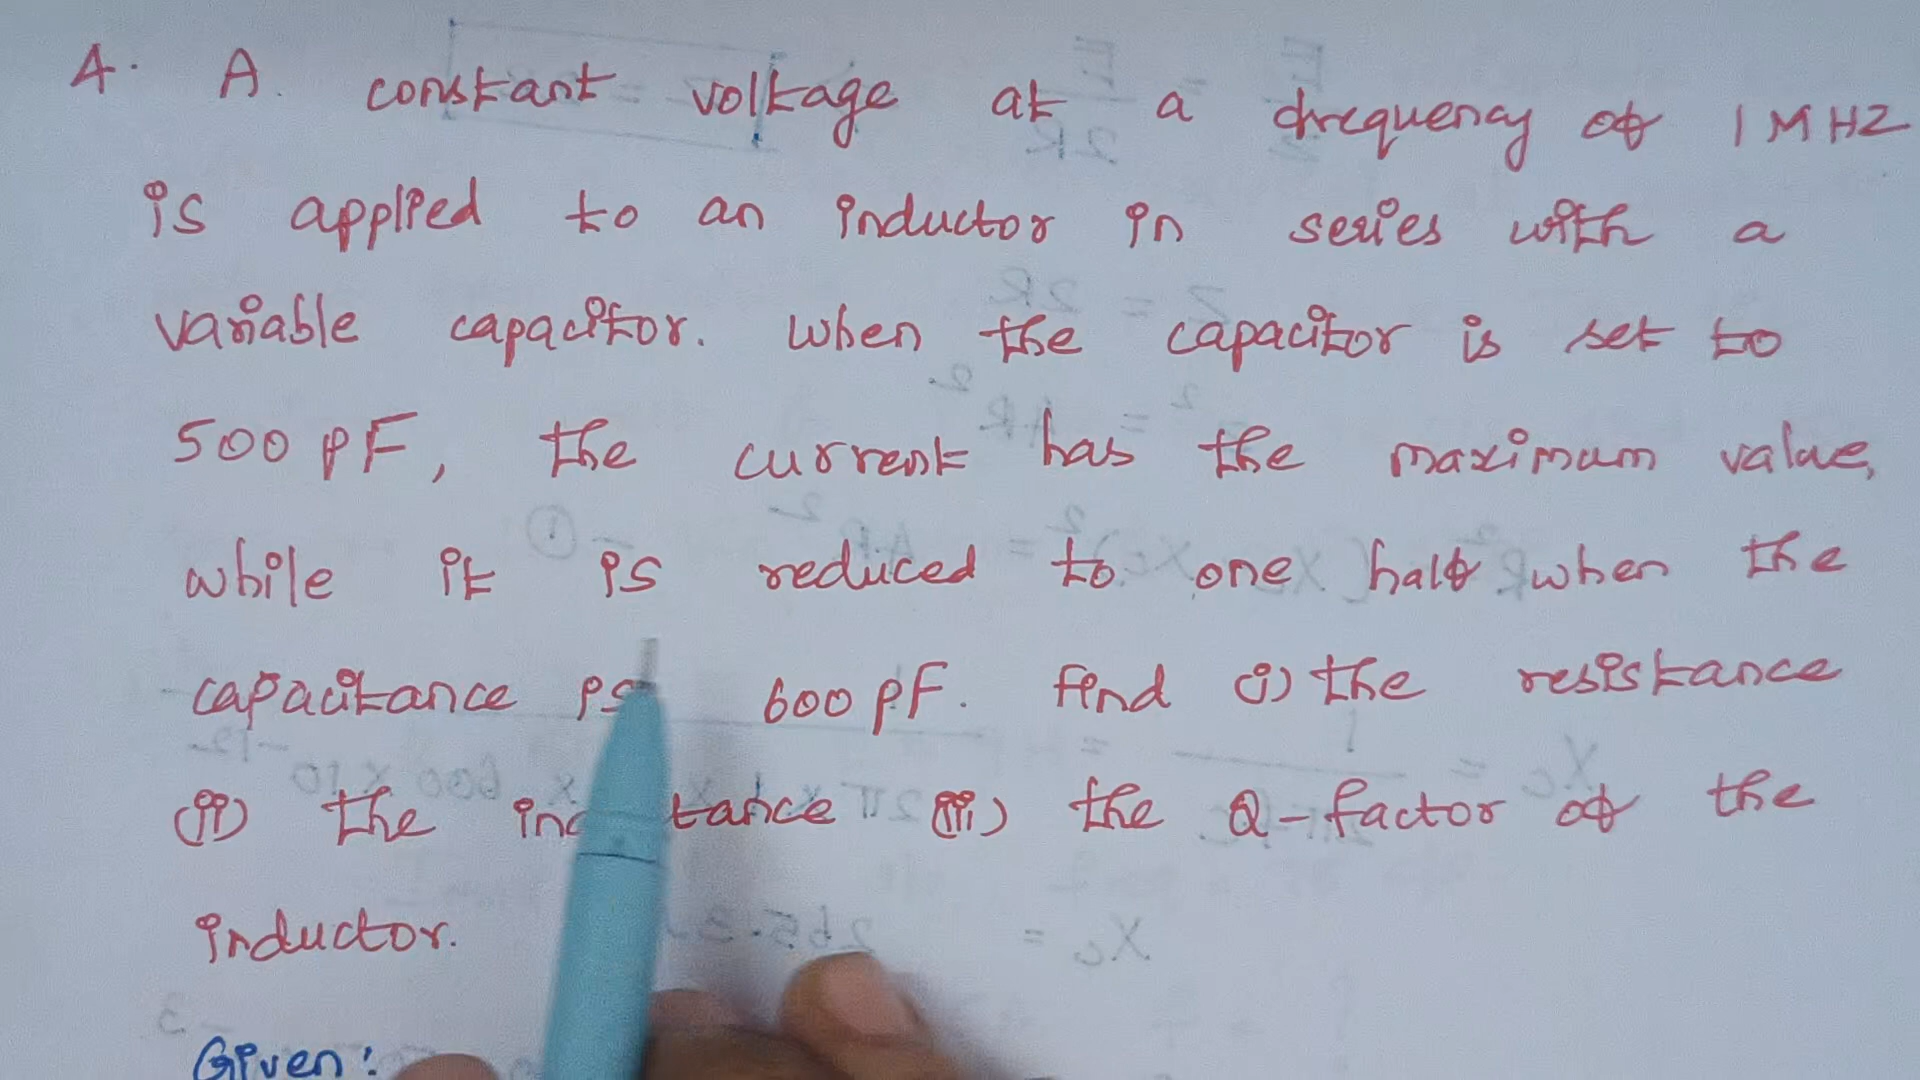 4. A constant voltage at a frequency of 1 MHZ
is applied to an inductor in series with a
variable capacitor. When the capacitor is set to
500 pF, the current has the maximum value,
while it is reduced to one half when the
capacitance is 600 pF. Find (i) the resistance
(ii) the tance (iii) the Q-factor of the
inductor.
Given: